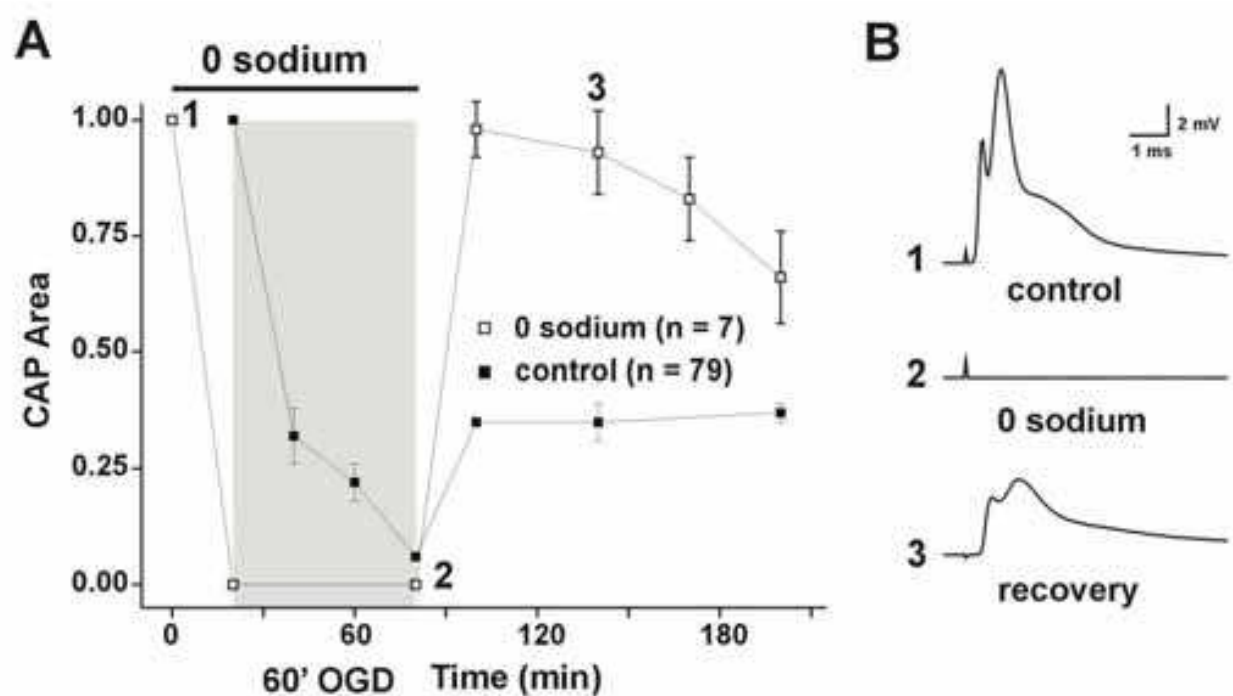 A
0 sodium
1
3
1.00
0.75
0.50
0.25
0.00
CAP Area
0 sodium (n = 7)
control (n = 79)
2
0
60
120
180
60' OGD
Time (min)
B
2 mV
1 ms
1
control
2
0 sodium
3
recovery